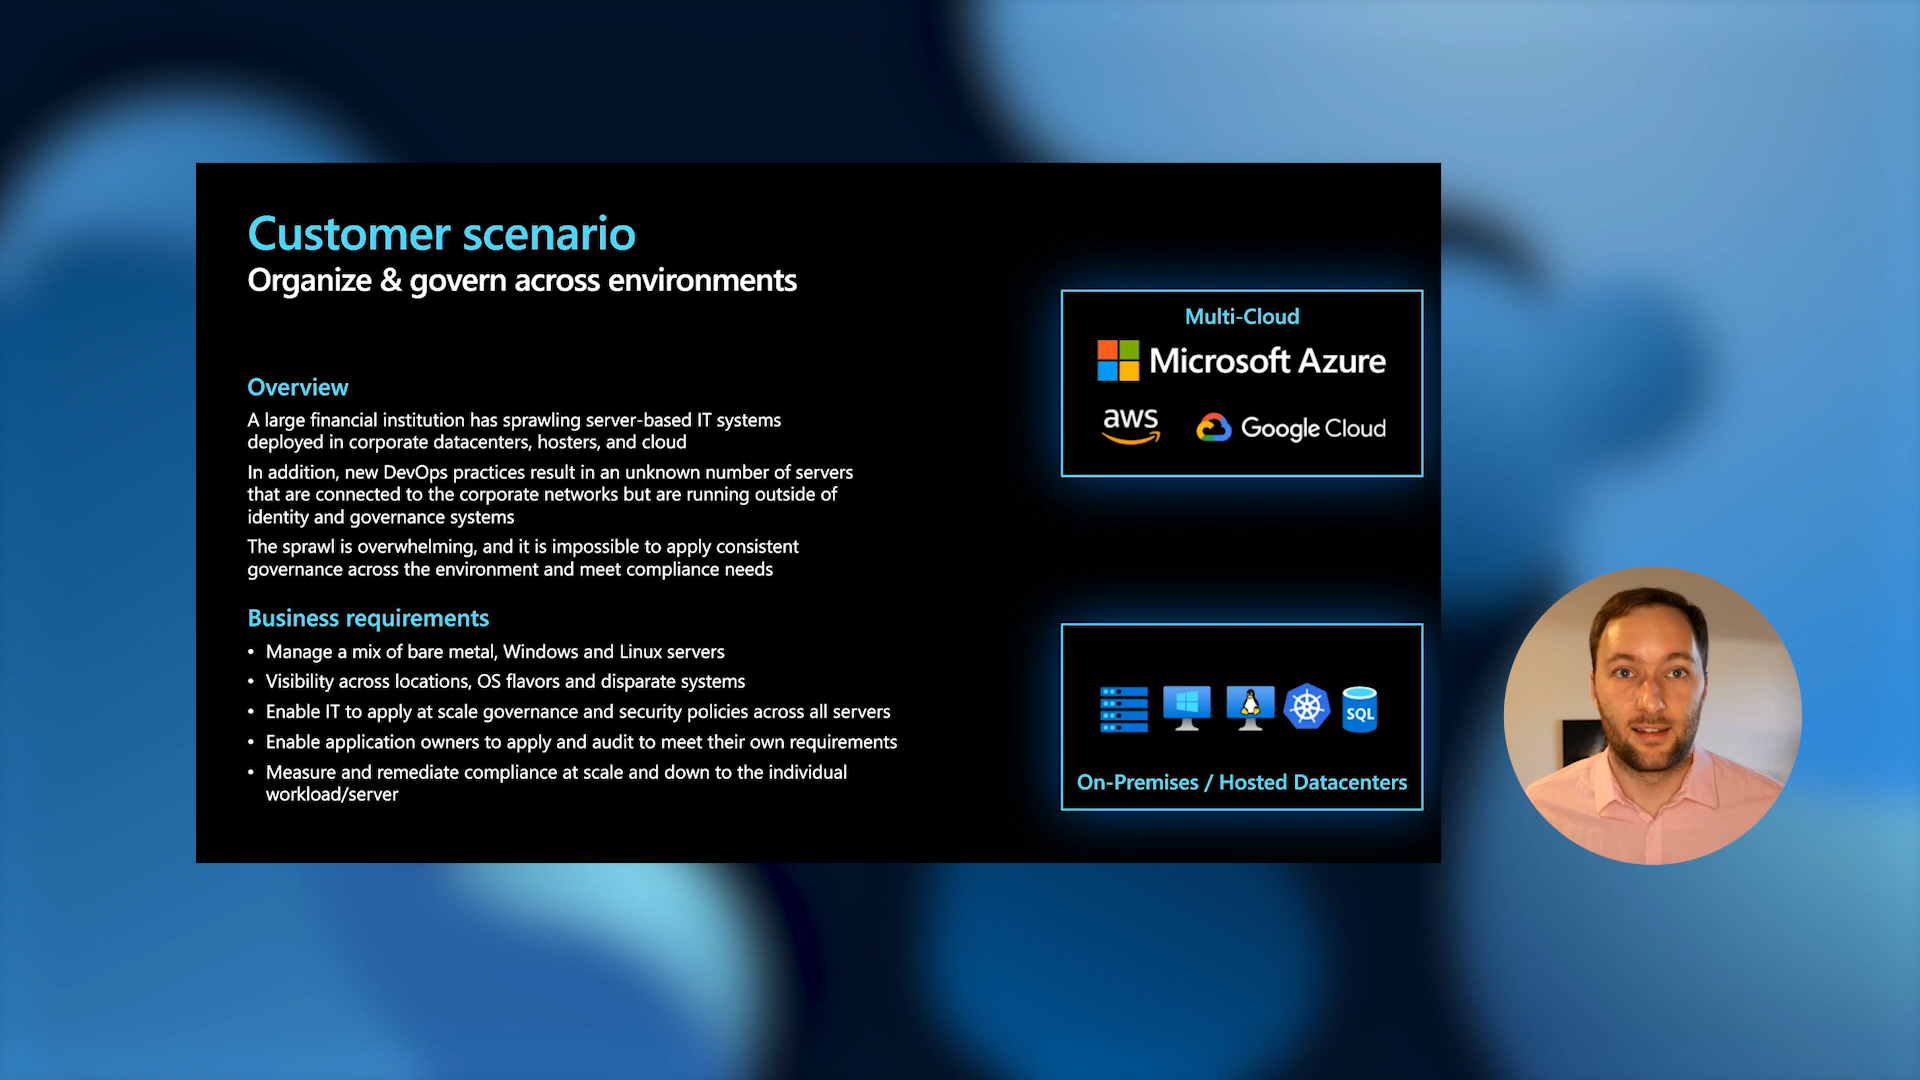 Customer scenario
Organize & govern across environments
Overview
A large financial institution has sprawling server-based IT systems
deployed in corporate datacenters, hosters, and cloud
In addition, new DevOps practices result in an unknown number of servers
that are connected to the corporate networks but are running outside of
identity and governance systems
The sprawl is overwhelming, and it is impossible to apply consistent
governance across the environment and meet compliance needs
Business requirements
• Manage a mix of bare metal, Windows and Linux servers
• Visibility across locations, OS flavors and disparate systems
• Enable IT to apply at scale governance and security policies across all servers
• Enable application owners to apply and audit to meet their own requirements
• Measure and remediate compliance at scale and down to the individual
workload/server
Multi-Cloud
Microsoft Azure
aws
Google Cloud
SQL
On-Premises / Hosted Datacenters